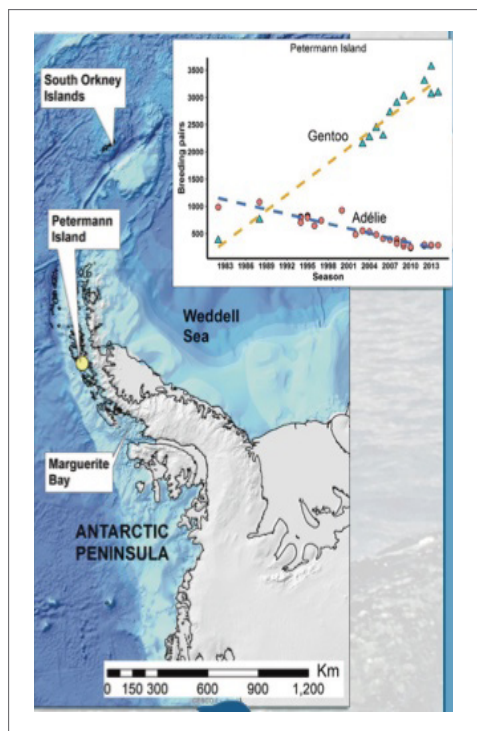 Petermann Island
3500
3000
2500
2000
1500
1000
500
Breeding pairs
Gentoo
Adélie
1983 1986 1989 1992 1995 1998 2001 2004 2007 2010 2013
Season
South Orkney
Islands
Petermann
Island
Weddell
Sea
Marguerite
Bay
ANTARCTIC
PENINSULA
Km
0 150 300 600 900 1,200